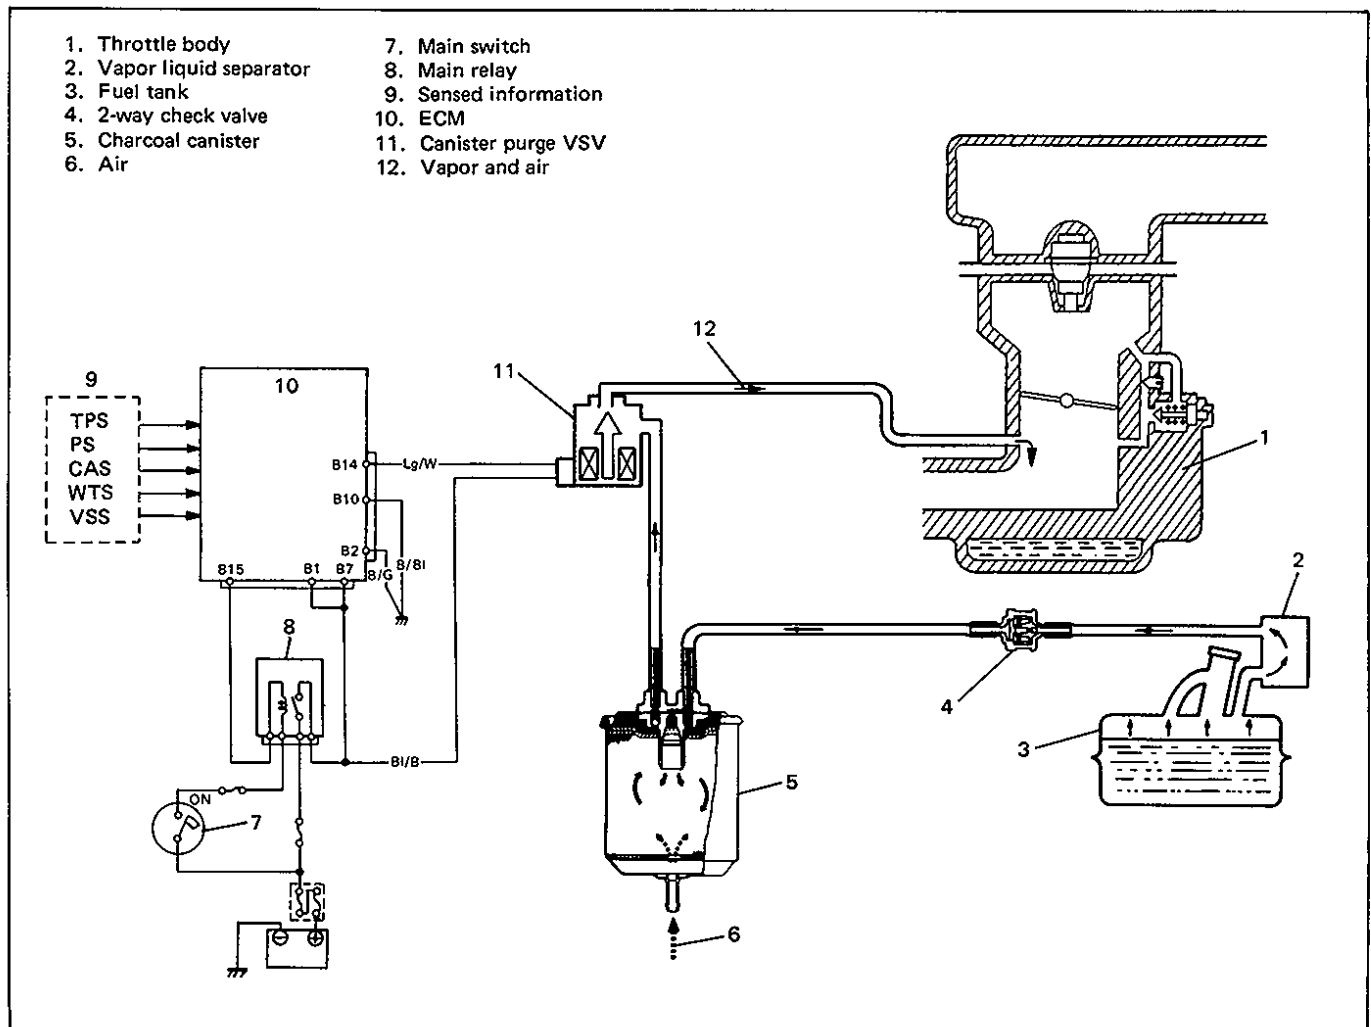 1. Throttle body
2. Vapor liquid separator
3. Fuel tank
4. 2-way check valve
5. Charcoal canister
6. Air
7. Main switch
8. Main relay
9. Sensed information
10. ECM
11. Canister purge VSV
12. Vapor and air
12
9
10
11
TPS
PS
CAS
WTS
VSS
B14
Lg/W
B10
B2
B/G
B/Bl
B15
B1
B7
1
2
8
4
3
Bl/B
5
ON
7
6